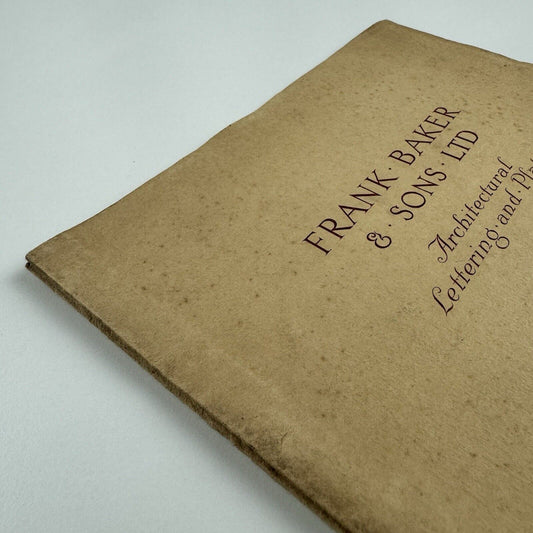 FRANK · BAKER
& · SONS · LTD
Architectural
Lettering · and ·